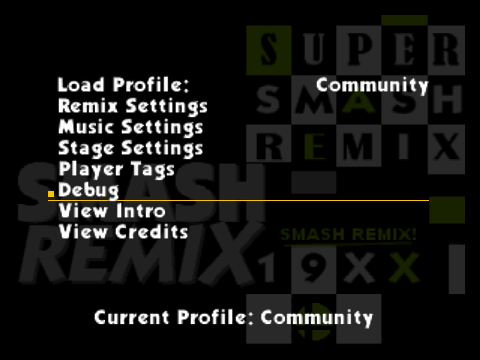 SUPER
SMASH
REMIX
Load Profile: Community
Remix Settings
Music Settings
Stage Settings
Player Tags
Debug
View Intro
View Credits
SMASH
REMIX
SMASH REMIX!
19XX
Current Profile: Community